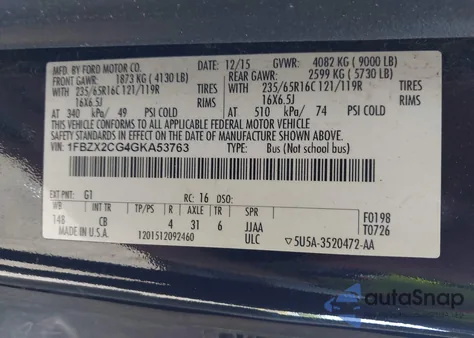 MFD. BY FORD MOTOR CO. 12/15 GVWR: 4082 KG ( 9000 LB)
FRONT GAWR: 1873 KG ( 4130 LB) REAR GAWR: 2599 KG ( 5730 LB)
WITH 235/65R16C 121/119R TIRES WITH 235/65R16C 121/119R TIRES
16X6.5J RIMS 16X6.5J RIMS
AT 340 kPa/ 49 PSI COLD AT 510 kPa/ 74 PSI COLD
THIS VEHICLE CONFORMS TO ALL APPLICABLE FEDERAL MOTOR VEHICLE
SAFETY STANDARDS IN EFFECT ON THE DATE OF MANUFACTURE SHOWN ABOVE.
VIN: 1FBZX2CG4GKA53763 TYPE: Bus (Not school bus)
EXT PNT: G1 RC: 16 DSO:
WB INT TR TP/PS R AX TR SPR F0198
148 CB 4 31 6 JJAA T0726
MADE IN U.S.A. 1201512092460 ULC ▽5U5A-3520472-AA
autoSnap